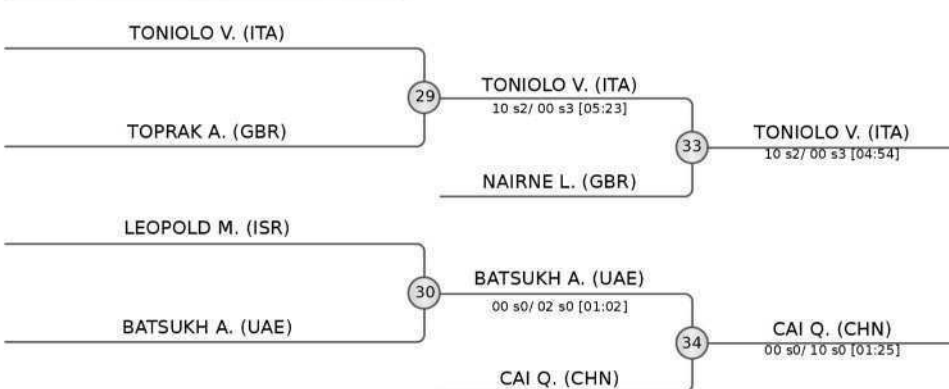 TONIOLO V. (ITA)
29
TONIOLO V. (ITA)
10 s2/ 00 s3 [05:23]
TOPRAK A. (GBR)
33
TONIOLO V. (ITA)
10 s2/ 00 s3 [04:54]
NAIRNE L. (GBR)
LEOPOLD M. (ISR)
30
BATSUKH A. (UAE)
00 s0/ 02 s0 [01:02]
BATSUKH A. (UAE)
34
CAI Q. (CHN)
00 s0/ 10 s0 [01:25]
CAI Q. (CHN)